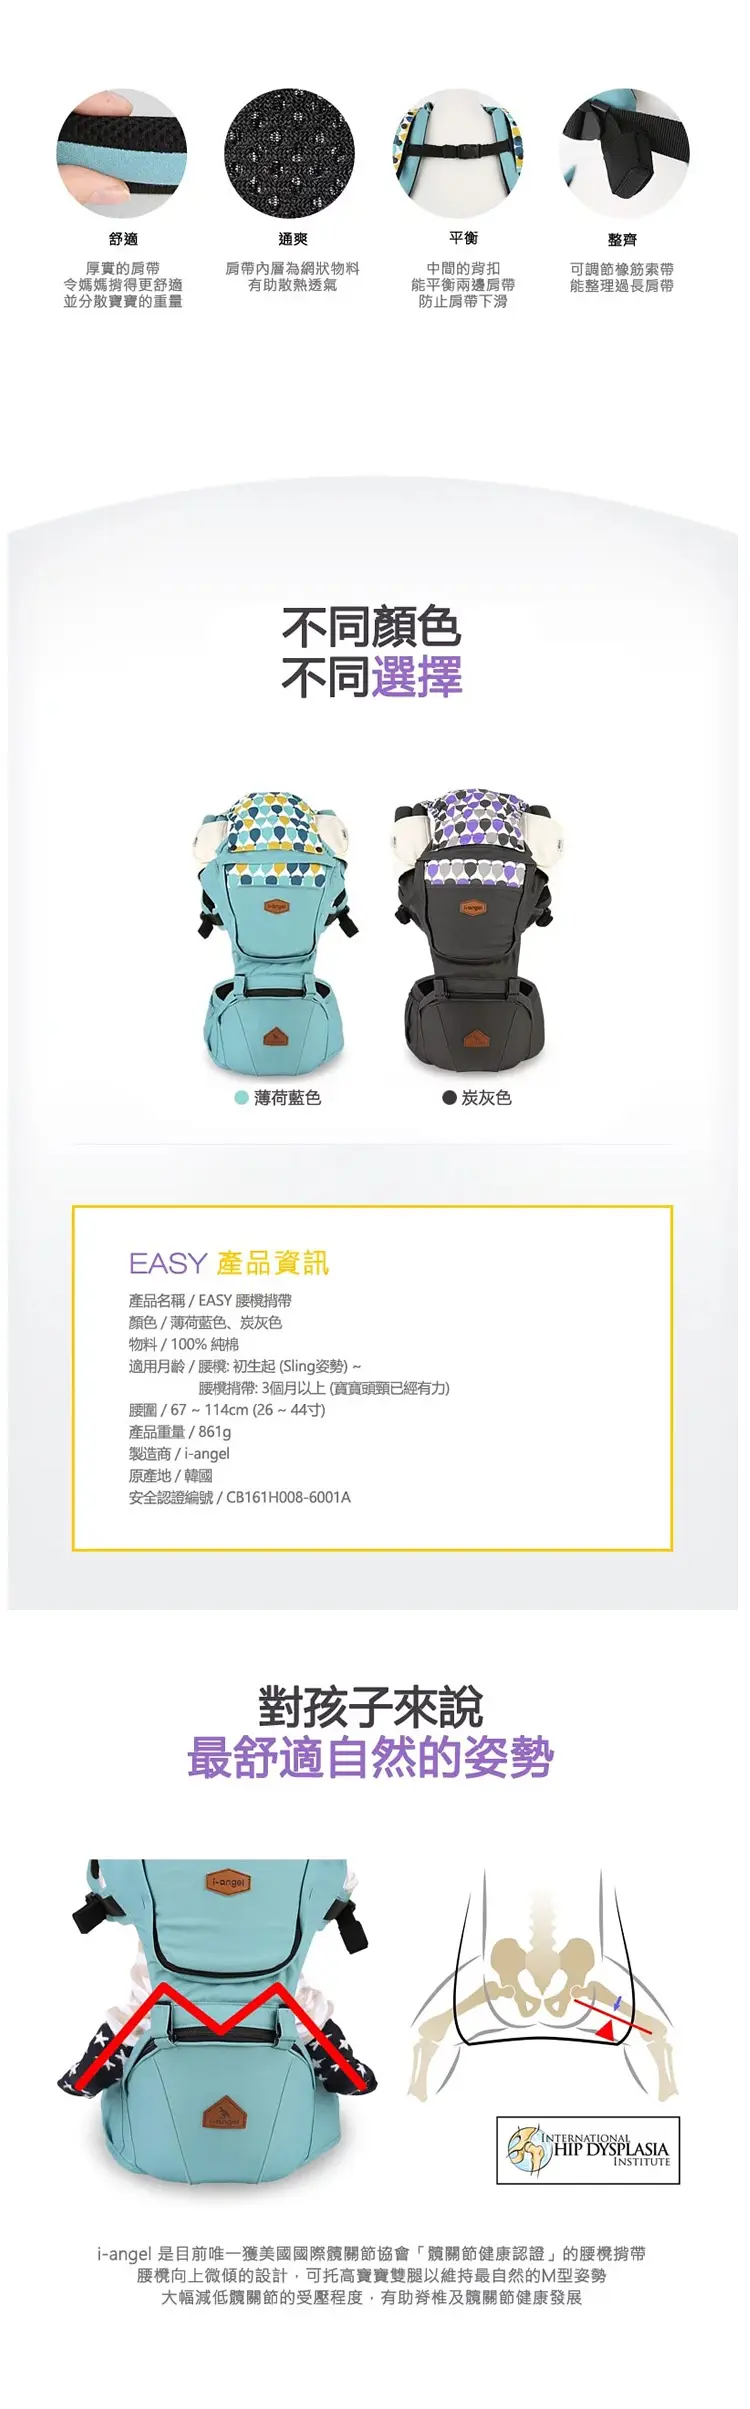 舒適
厚實的肩帶
令媽媽揹得更舒適
並分散寶寶的重量
通爽
肩帶內層為網狀物料
有助散熱透氣
平衡
中間的背扣
能平衡兩邊肩帶
防止肩帶下滑
整齊
可調節橡筋索帶
能整理過長肩帶
不同顏色
不同選擇
i-angel
i-angel
薄荷藍色
炭灰色
EASY 產品資訊
產品名稱 / EASY 腰櫈揹帶
顏色 / 薄荷藍色、炭灰色
物料 / 100% 純棉
適用月齡 / 腰櫈: 初生起 (Sling姿勢) ~
腰櫈揹帶: 3個月以上 (寶寶頭頸已經有力)
腰圍 / 67 ~ 114cm (26 ~ 44寸)
產品重量 / 861g
製造商 / i-angel
原產地 / 韓國
安全認證編號 / CB161H008-6001A
對孩子來說
最舒適自然的姿勢
i-angel
i-angel
INTERNATIONAL
HIP DYSPLASIA
INSTITUTE
i-angel 是目前唯一獲美國國際髖關節協會「髖關節健康認證」的腰櫈揹帶
腰櫈向上微傾的設計，可托高寶寶雙腿以維持最自然的M型姿勢
大幅減低髖關節的受壓程度，有助脊椎及髖關節健康發展